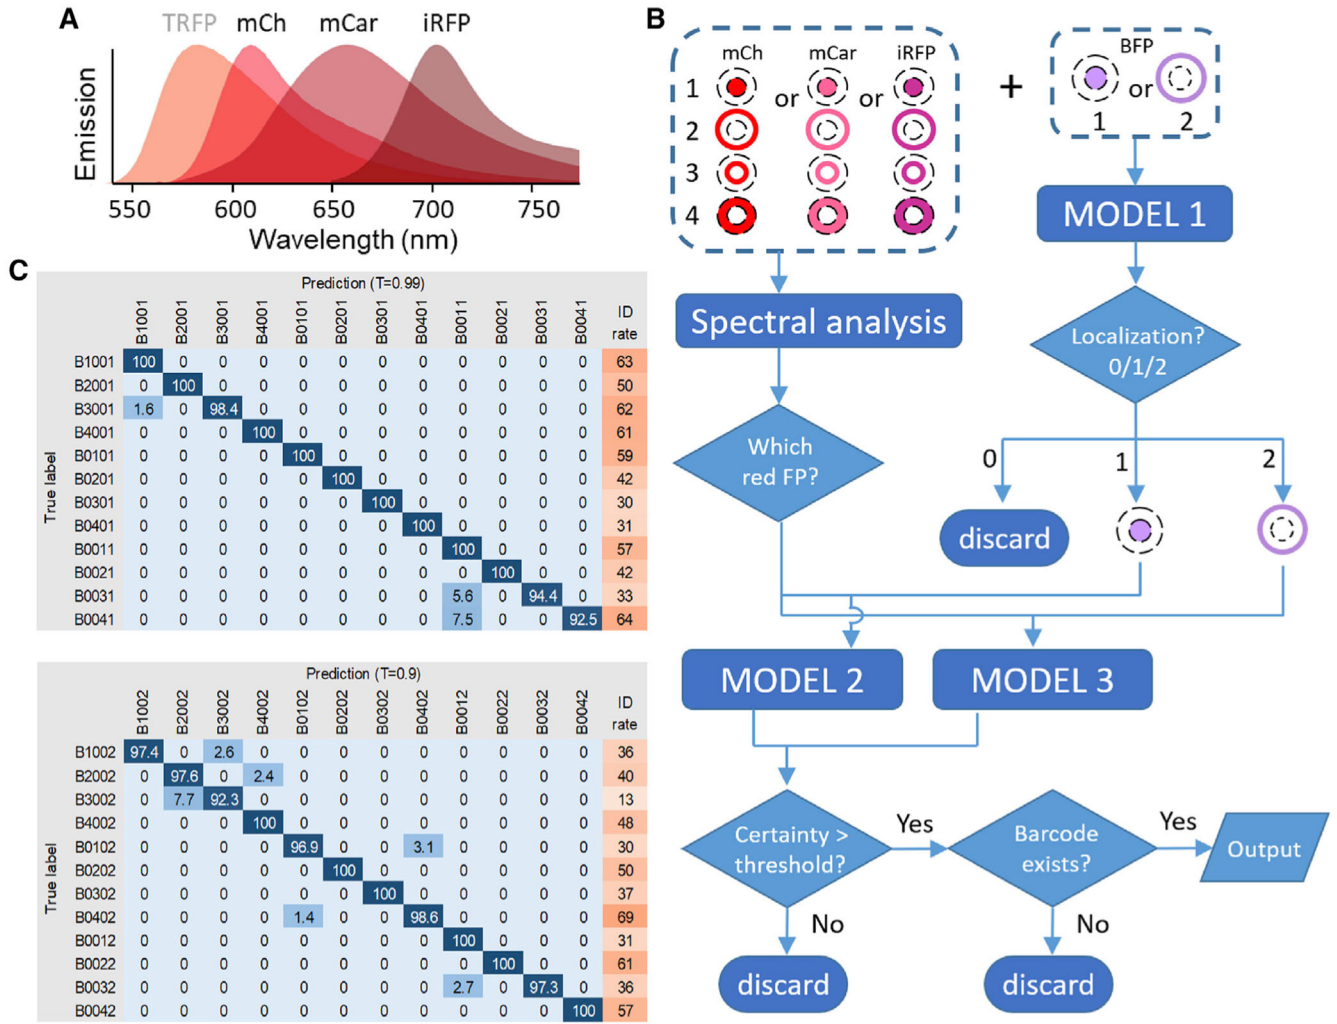 A
TRFP mCh mCar iRFP
Emission
550 600 650 700 750
Wavelength (nm)
B
mCh mCar iRFP
1 or or
2
3
4
+
BFP
or
1 2
MODEL 1
Spectral analysis
Localization?
0/1/2
Which
red FP?
0 1 2
discard
MODEL 2
MODEL 3
Certainty >
threshold?
Yes
Barcode
exists?
Yes
Output
No
No
discard
discard
C
Prediction (T=0.99)
B1001 B2001 B3001 B4001 B0101 B0201 B0301 B0401 B0011 B0021 B0031 B0041 ID rate
True label
B1001 100 0 0 0 0 0 0 0 0 0 0 0 63
B2001 0 100 0 0 0 0 0 0 0 0 0 0 50
B3001 1.6 0 98.4 0 0 0 0 0 0 0 0 0 62
B4001 0 0 0 100 0 0 0 0 0 0 0 0 61
B0101 0 0 0 0 100 0 0 0 0 0 0 0 59
B0201 0 0 0 0 0 100 0 0 0 0 0 0 42
B0301 0 0 0 0 0 0 100 0 0 0 0 0 30
B0401 0 0 0 0 0 0 0 100 0 0 0 0 31
B0011 0 0 0 0 0 0 0 0 100 0 0 0 57
B0021 0 0 0 0 0 0 0 0 0 100 0 0 42
B0031 0 0 0 0 0 0 0 0 5.6 0 94.4 0 33
B0041 0 0 0 0 0 0 0 0 7.5 0 0 92.5 64
Prediction (T=0.9)
B1002 B2002 B3002 B4002 B0102 B0202 B0302 B0402 B0012 B0022 B0032 B0042 ID rate
True label
B1002 97.4 0 2.6 0 0 0 0 0 0 0 0 0 36
B2002 0 97.6 0 2.4 0 0 0 0 0 0 0 0 40
B3002 0 7.7 92.3 0 0 0 0 0 0 0 0 0 13
B4002 0 0 0 100 0 0 0 0 0 0 0 0 48
B0102 0 0 0 0 96.9 0 0 3.1 0 0 0 0 30
B0202 0 0 0 0 0 100 0 0 0 0 0 0 50
B0302 0 0 0 0 0 0 100 0 0 0 0 0 37
B0402 0 0 0 0 1.4 0 0 98.6 0 0 0 0 69
B0012 0 0 0 0 0 0 0 0 100 0 0 0 31
B0022 0 0 0 0 0 0 0 0 0 100 0 0 61
B0032 0 0 0 0 0 0 0 0 2.7 0 97.3 0 36
B0042 0 0 0 0 0 0 0 0 0 0 0 100 57